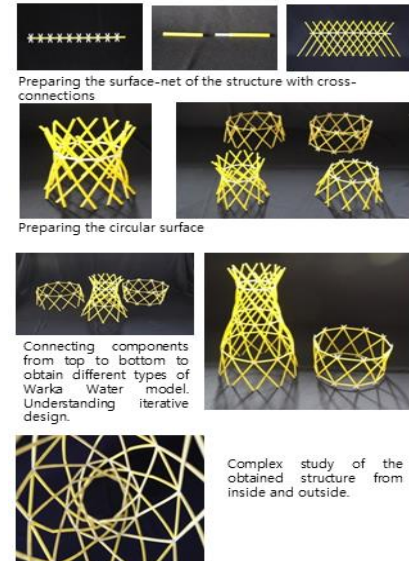 Preparing the surface-net of the structure with cross-
connections
Preparing the circular surface
Connecting components
from top to bottom to
obtain different types of
Warka Water model.
Understanding iterative
design.
Complex study of the
obtained structure from
inside and outside.